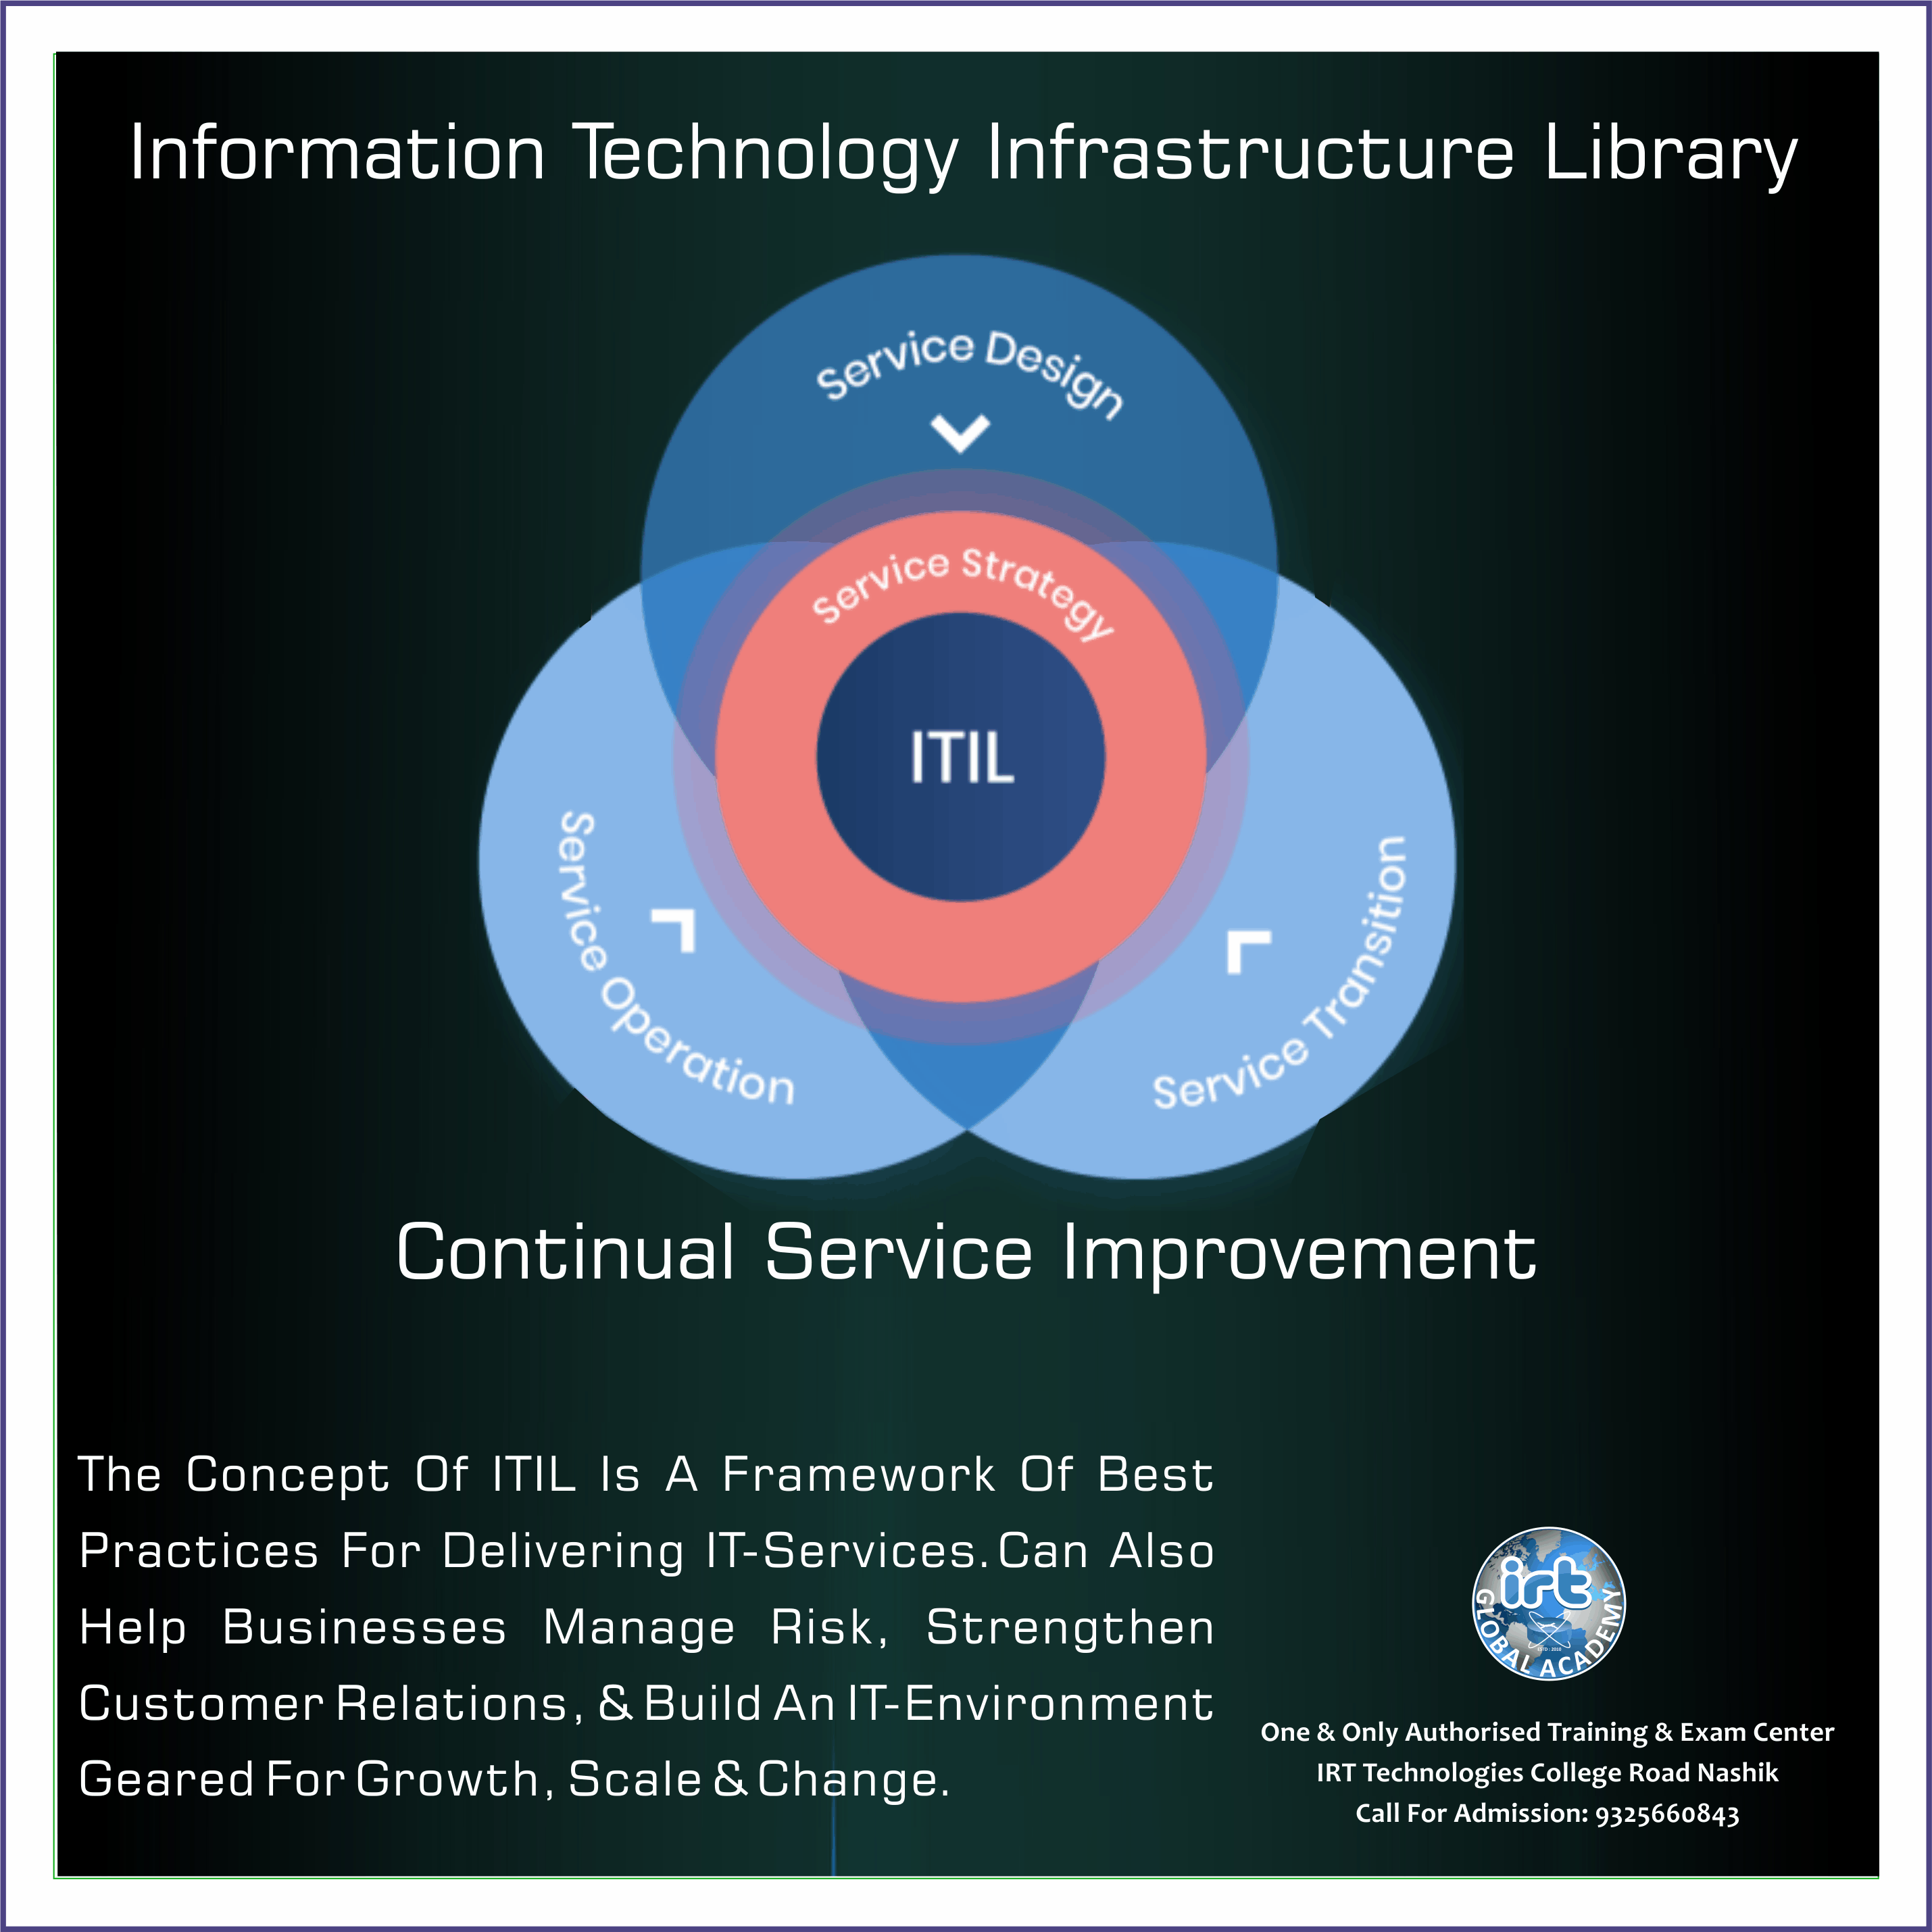 Information Technology Infrastructure Library
Service Design
Service Strategy
ITIL
Service Operation
Service Transition
Continual Service Improvement
The Concept Of ITIL Is A Framework Of Best
Practices For Delivering IT-Services.Can Also
Help Businesses Manage Risk, Strengthen
Customer Relations, & Build An IT-Environment
Geared For Growth, Scale & Change.
irt
GLOBAL ACADEMY
One & Only Authorised Training & Exam Center
IRT Technologies College Road Nashik
Call For Admission: 9325660843